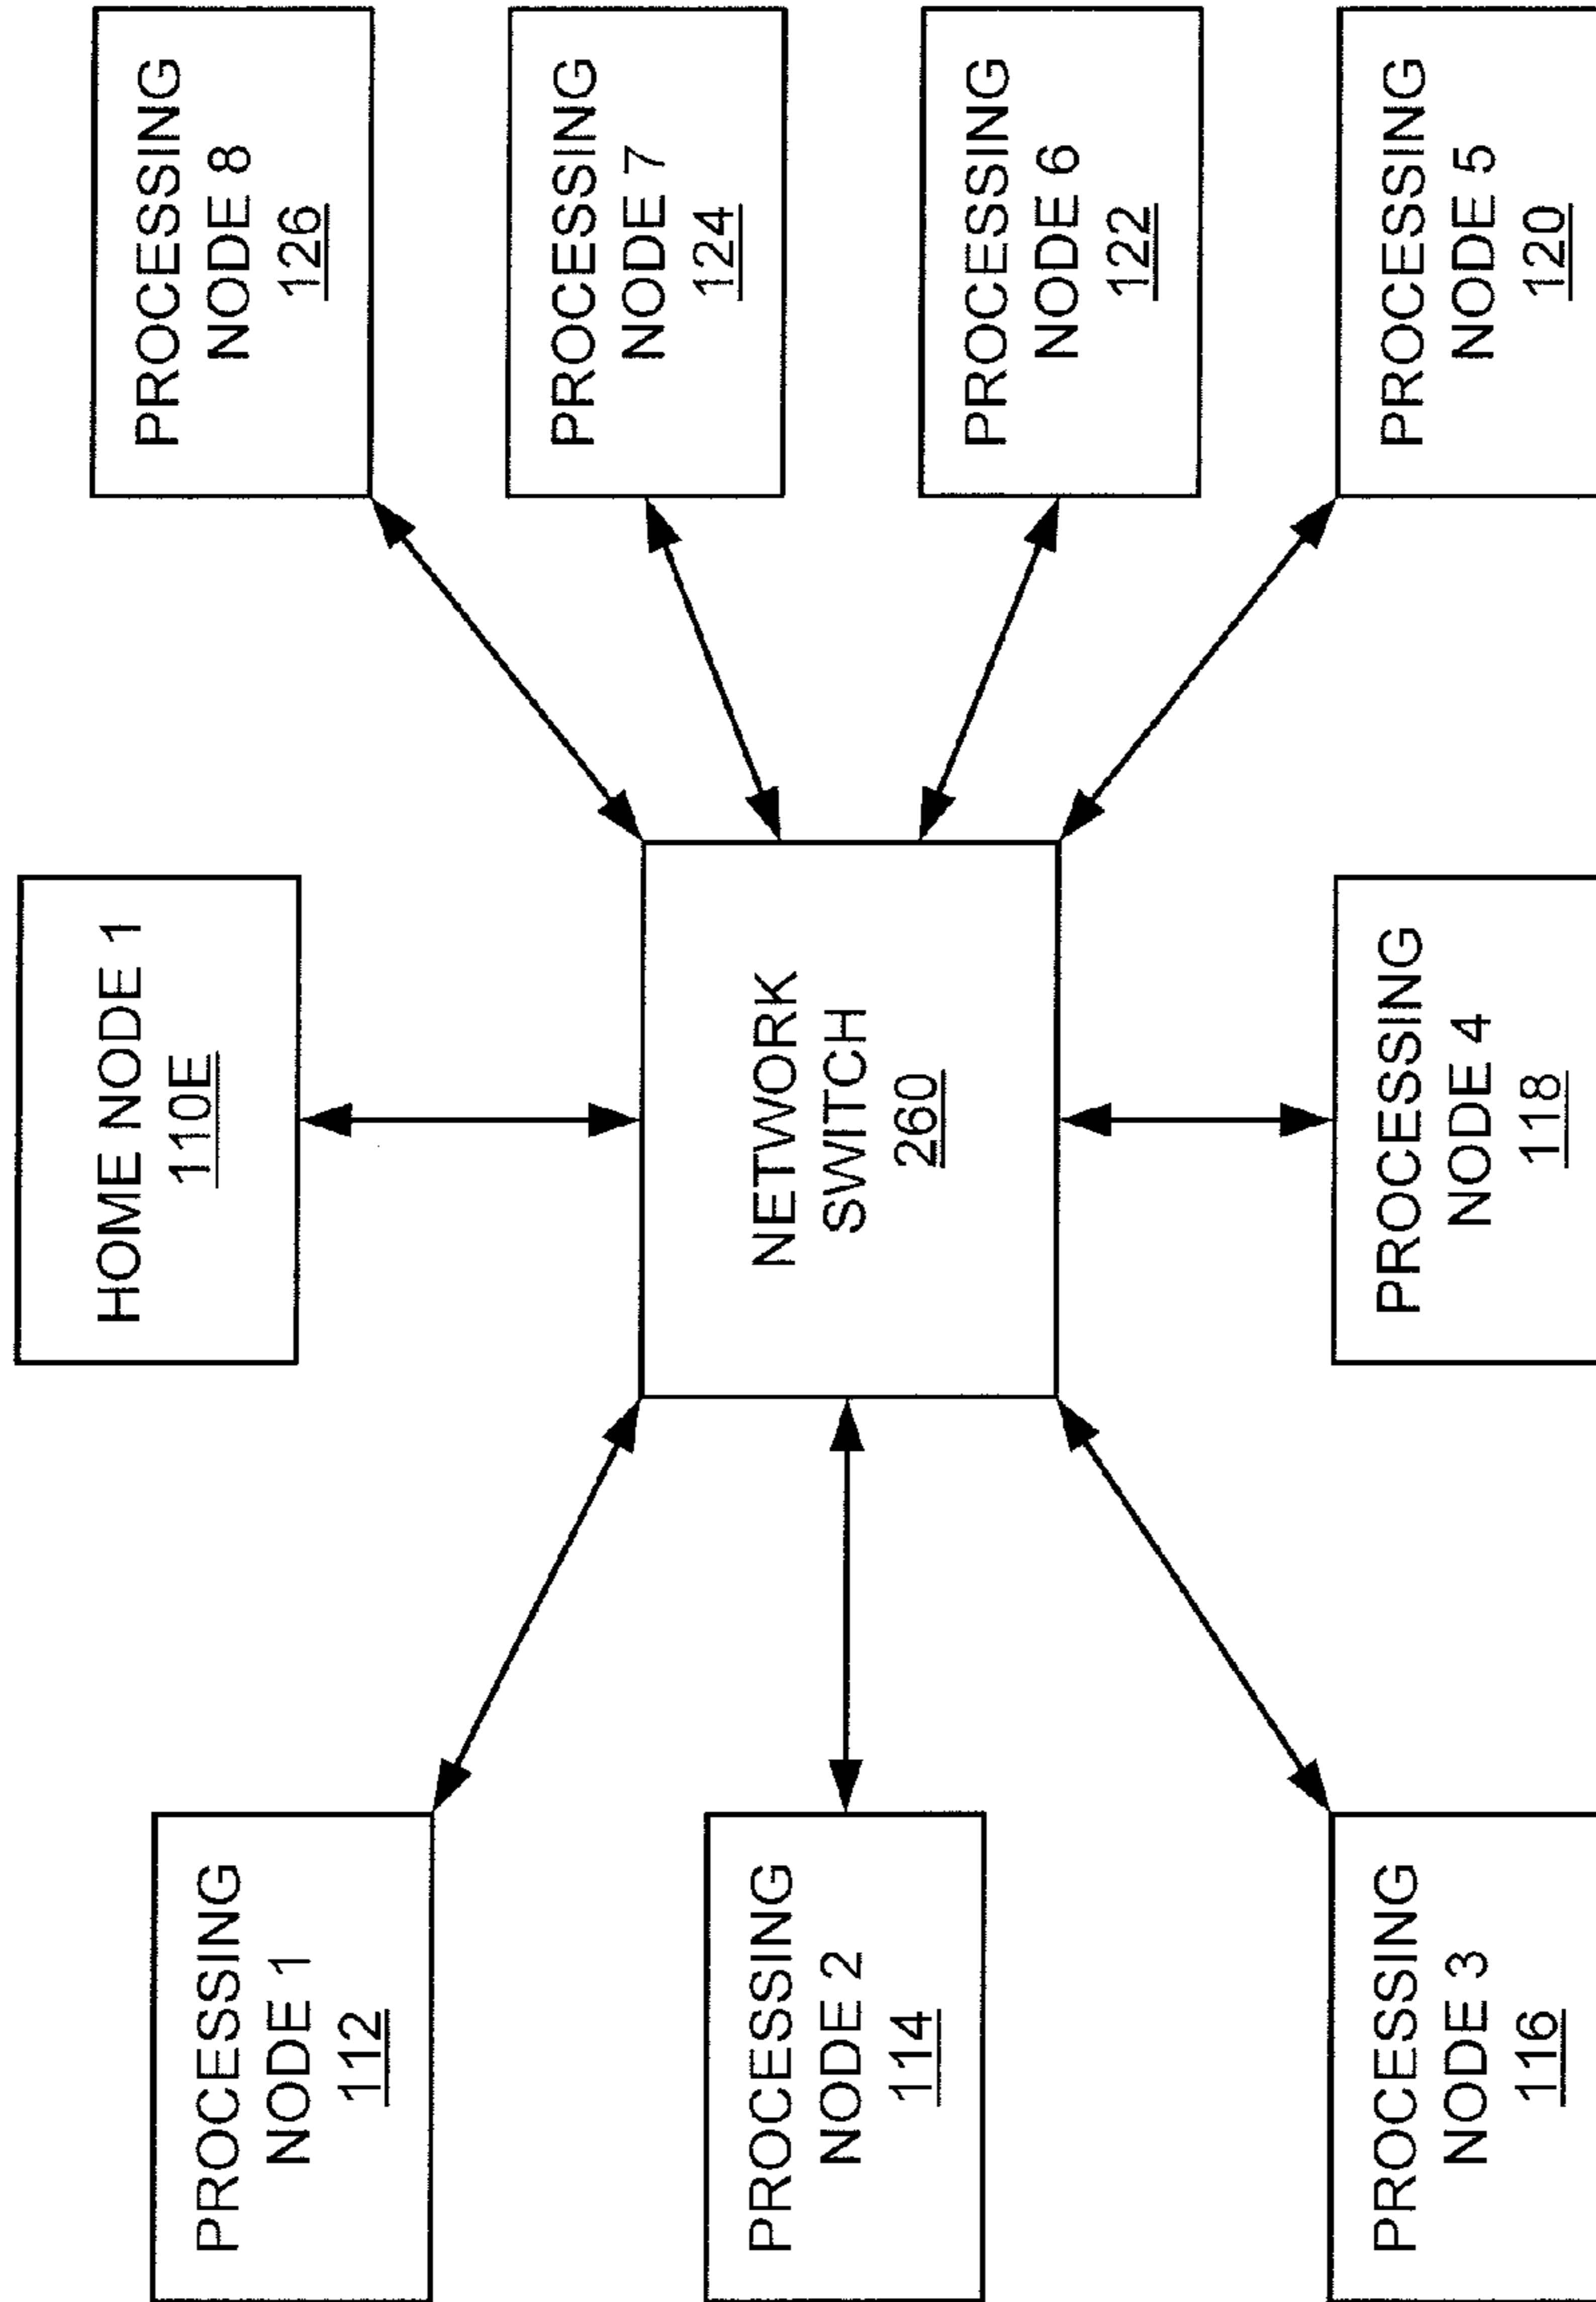 HOME NODE 1
110E
PROCESSING
NODE 1
112
PROCESSING
NODE 8
126
PROCESSING
NODE 2
114
NETWORK
SWITCH
260
PROCESSING
NODE 7
124
PROCESSING
NODE 6
122
PROCESSING
NODE 3
116
PROCESSING
NODE 4
118
PROCESSING
NODE 5
120